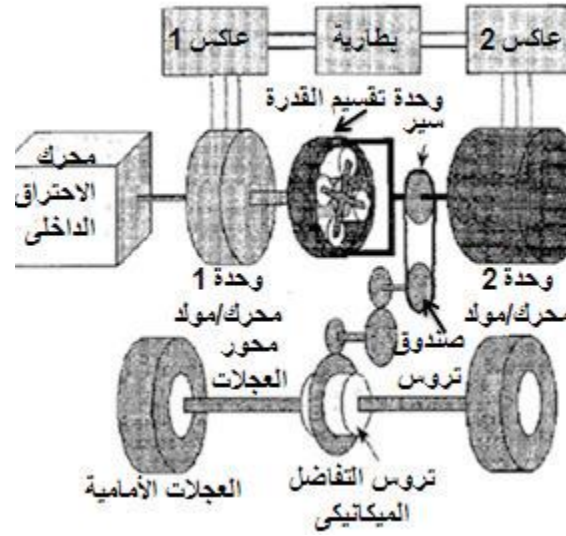 عاكس 1
بطارية
عاكس 2
وحدة تقسيم القدرة
سير
محرك
الاحتراق
الداخلى
وحدة 1
محرك/مولد
وحدة 2
محرك/مولد
صندوق
تروس
محور
العجلات
العجلات الأمامية
تروس التفاضل
الميكانيكى